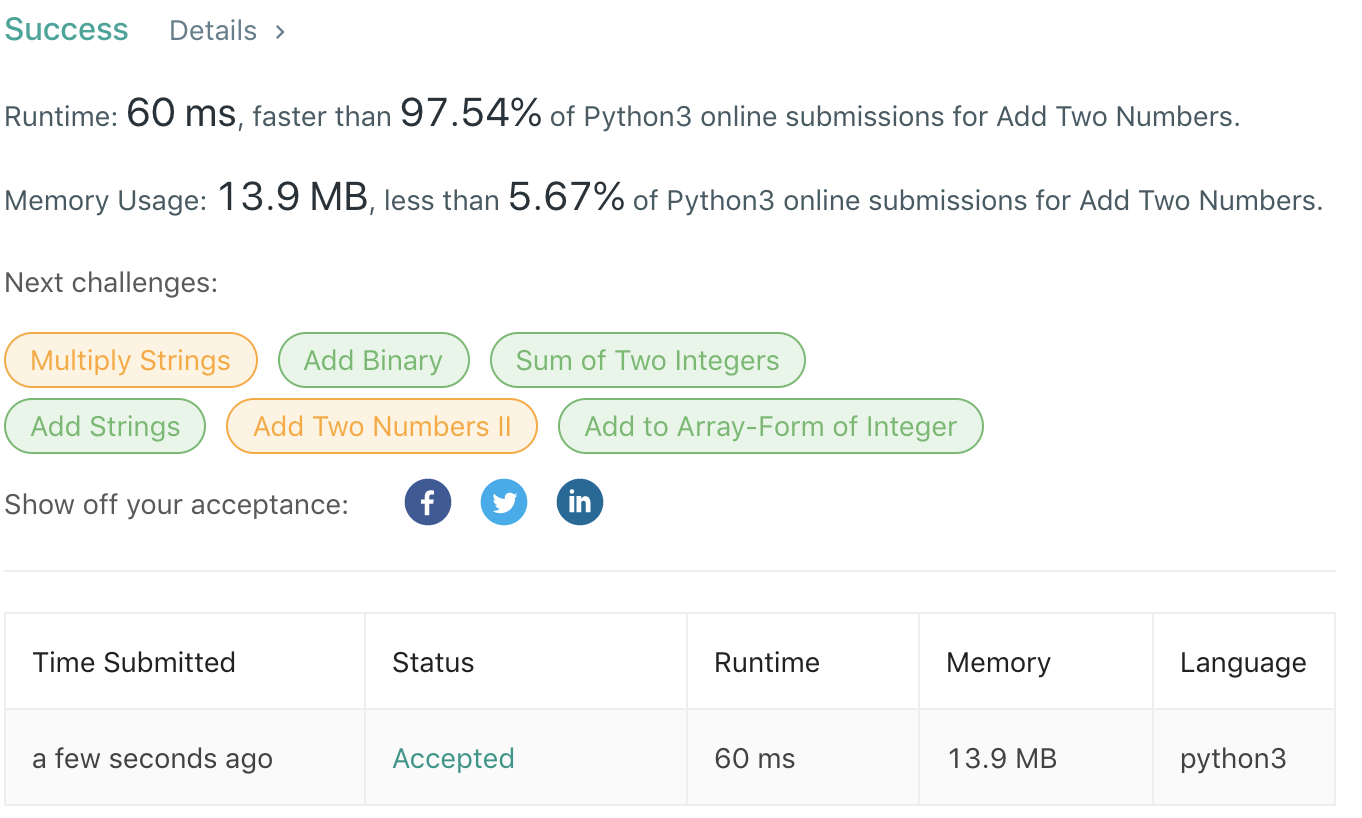 Success Details >
Runtime: 60 ms, faster than 97.54% of Python3 online submissions for Add Two Numbers.
Memory Usage: 13.9 MB, less than 5.67% of Python3 online submissions for Add Two Numbers.
Next challenges:
Multiply Strings Add Binary Sum of Two Integers
Add Strings Add Two Numbers II Add to Array-Form of Integer
Show off your acceptance: f in
Time Submitted Status Runtime Memory Language
a few seconds ago Accepted 60 ms 13.9 MB python3